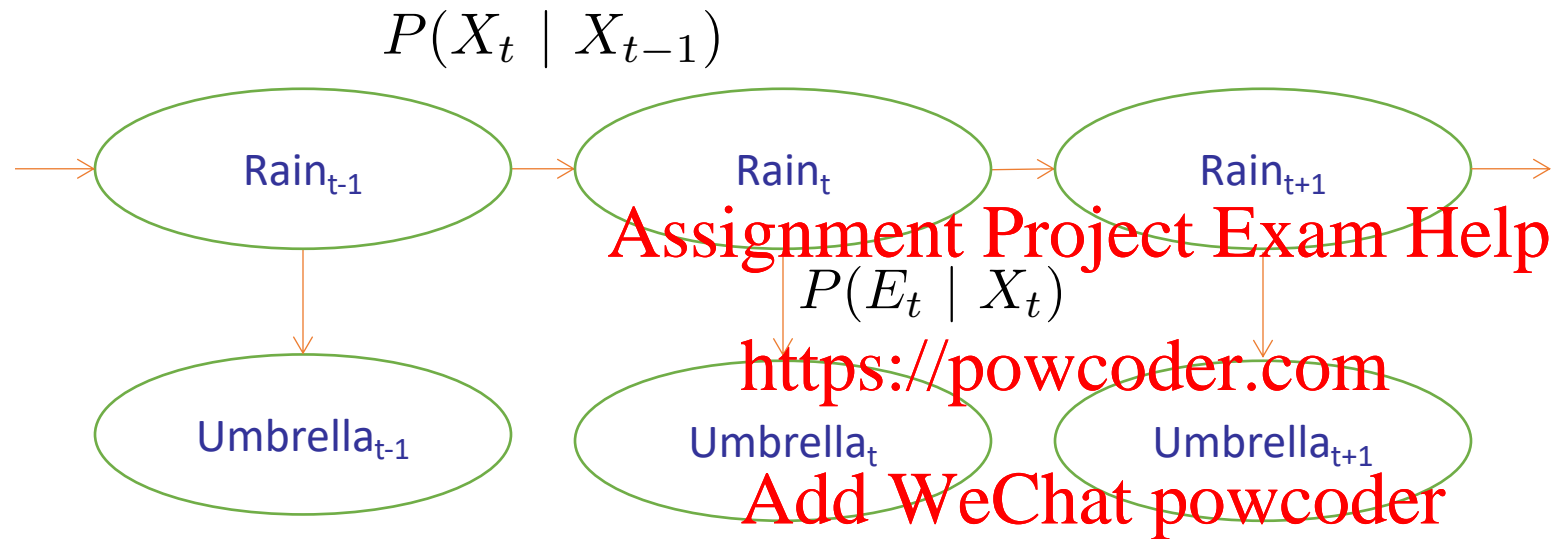 P(X_t | X_{t-1})
Rain_{t-1} Rain_t Rain_{t+1}
Assignment Project Exam Help
P(E_t | X_t)
https://powcoder.com
Umbrella_{t-1} Umbrella_t Umbrella_{t+1}
Add WeChat powcoder